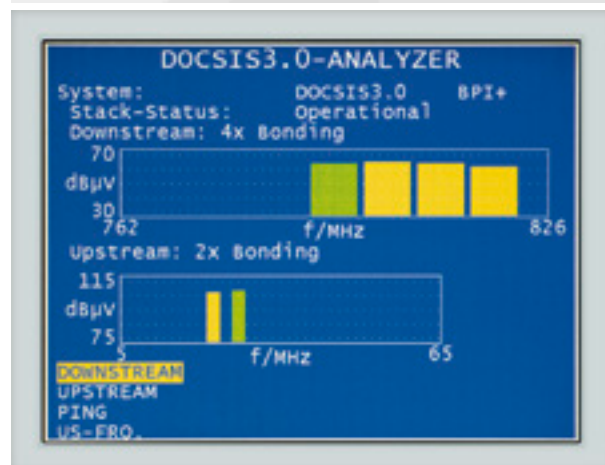 DOCSIS3.0-ANALYZER
System: DOCSIS3.0 BPI+
Stack-Status: Operational
Downstream: 4x Bonding
70
dBµV
30
762 f/MHz 826
Upstream: 2x Bonding
115
dBµV
75
5 f/MHz 65
DOWNSTREAM
UPSTREAM
PING
US-FRQ.